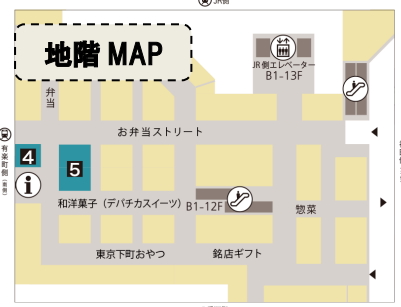 JR側
地階 MAP
JR側エレベーター
B1-13F
弁当
お弁当ストリート
有楽町側
4
5
i
和洋菓子（デパチカスイーツ）
B1-12F
惣菜
東京下町おやつ
銘店ギフト